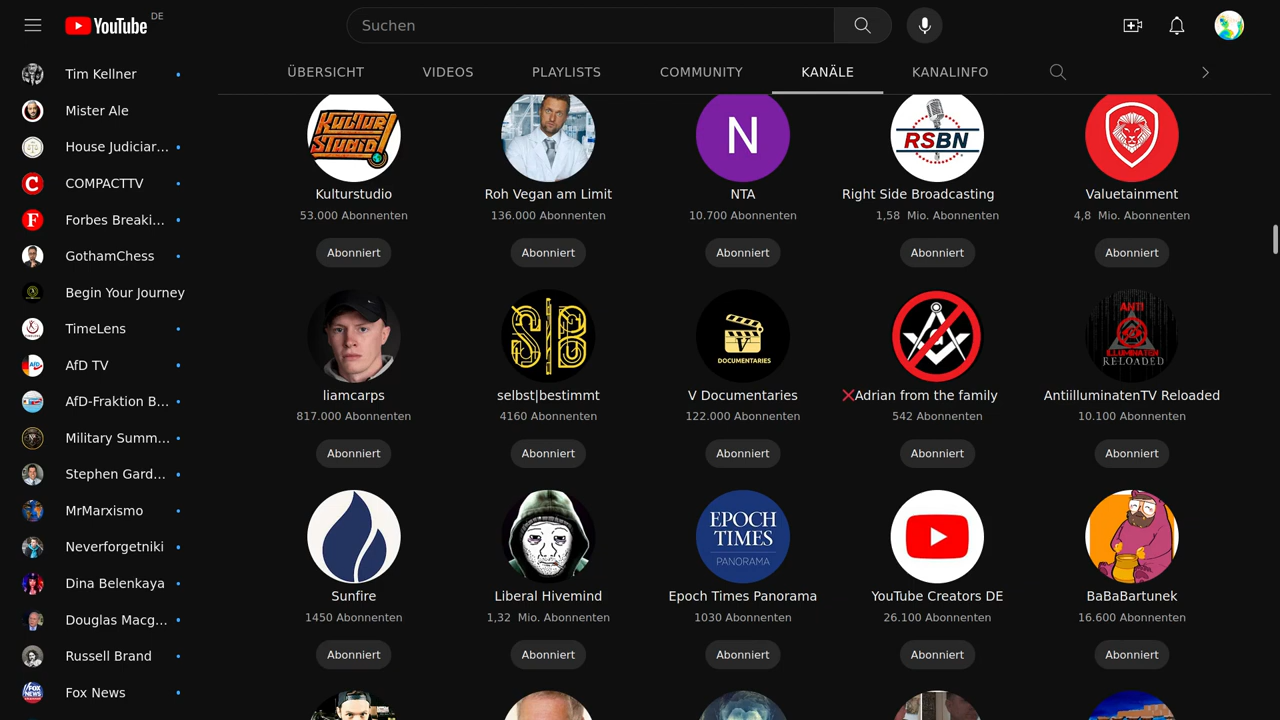 YouTube DE
Suchen
Tim Kellner
Mister Ale
House Judiciar...
COMPACTTV
Forbes Breaki...
GothamChess
Begin Your Journey
TimeLens
AfD TV
AfD-Fraktion B...
Military Summ...
Stephen Gard...
MrMarxismo
Neverforgetniki
Dina Belenkaya
Douglas Macg...
Russell Brand
Fox News
ÜBERSICHT VIDEOS PLAYLISTS COMMUNITY KANÄLE KANALINFO
KULTUR STUDIO! N RSBN
Kulturstudio Roh Vegan am Limit NTA Right Side Broadcasting Valuetainment
53.000 Abonnenten 136.000 Abonnenten 10.700 Abonnenten 1,58 Mio. Abonnenten 4,8 Mio. Abonnenten
Abonniert Abonniert Abonniert Abonniert Abonniert
S|B V DOCUMENTARIES ANTI ILLUMINATEN RELOADED
liamcarps selbst|bestimmt V Documentaries ❌Adrian from the family AntiilluminatenTV Reloaded
817.000 Abonnenten 4160 Abonnenten 122.000 Abonnenten 542 Abonnenten 10.100 Abonnenten
Abonniert Abonniert Abonniert Abonniert Abonniert
EPOCH TIMES PANORAMA
Sunfire Liberal Hivemind Epoch Times Panorama YouTube Creators DE BaBaBartunek
1450 Abonnenten 1,32 Mio. Abonnenten 1030 Abonnenten 26.100 Abonnenten 16.600 Abonnenten
Abonniert Abonniert Abonniert Abonniert Abonniert